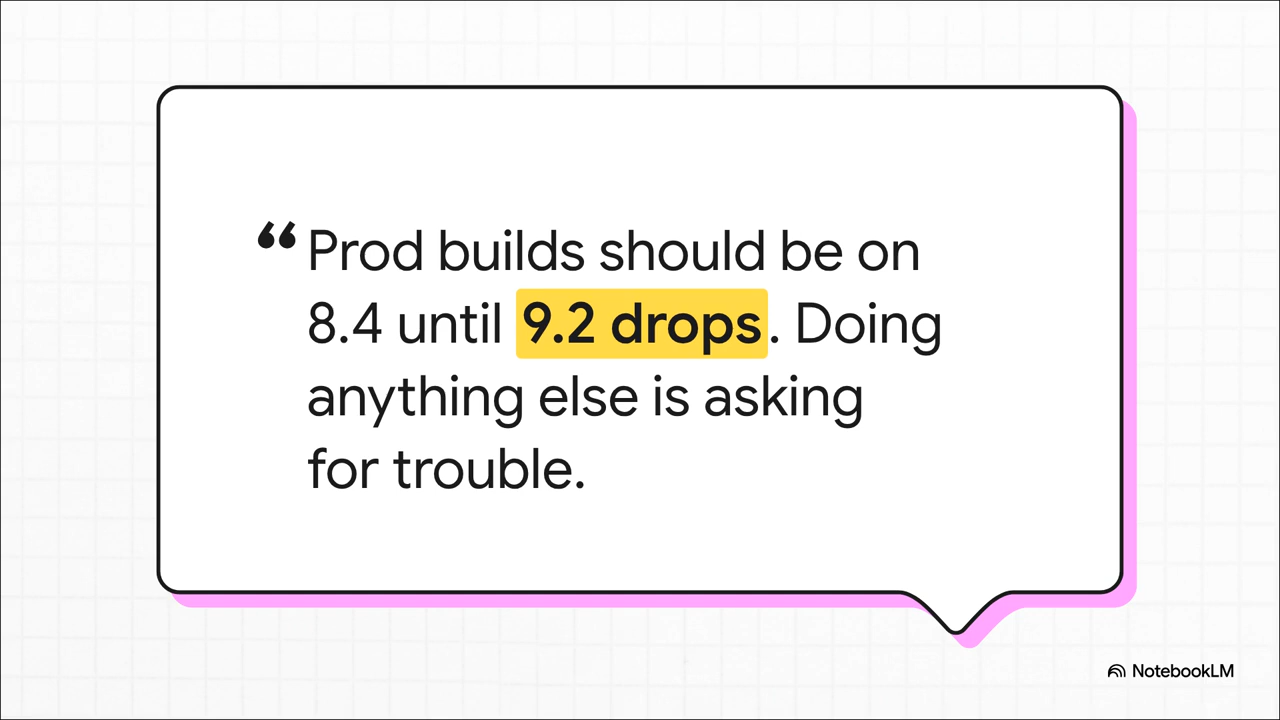 “Prod builds should be on
8.4 until 9.2 drops. Doing
anything else is asking
for trouble.
NotebookLM